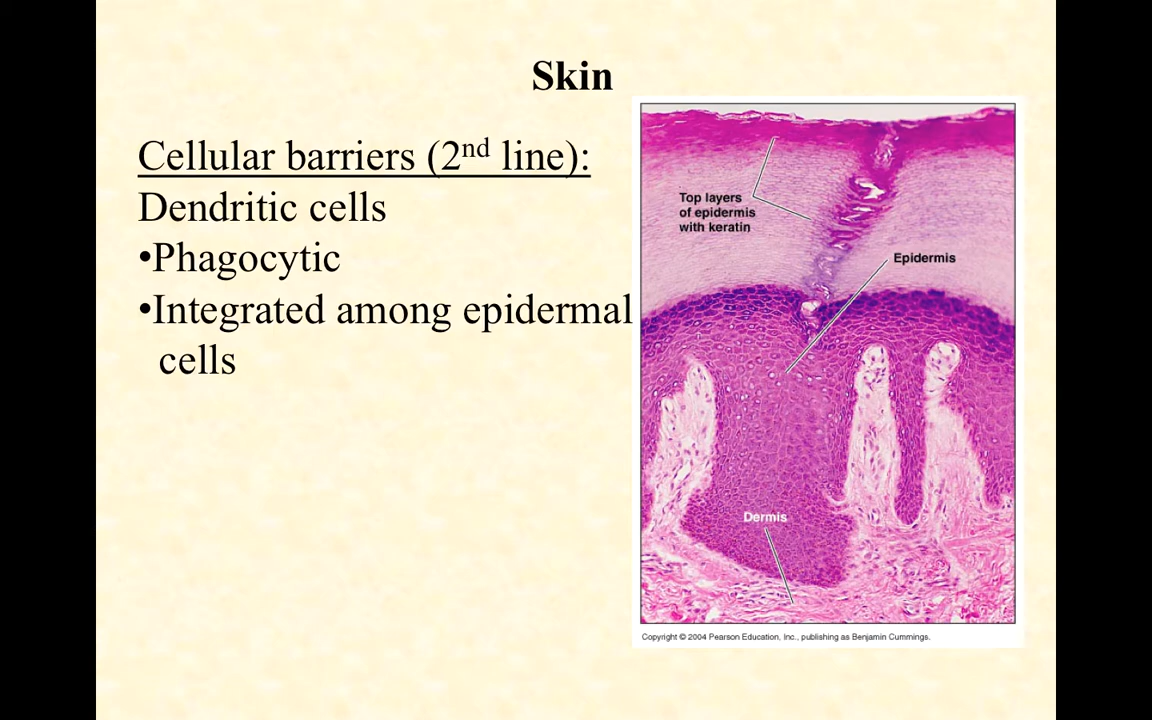 Skin
Cellular barriers (2nd line):
Dendritic cells
•Phagocytic
•Integrated among epidermal
cells
Top layers
of epidermis
with keratin
Epidermis
Dermis
Copyright © 2004 Pearson Education, Inc., publishing as Benjamin Cummings.